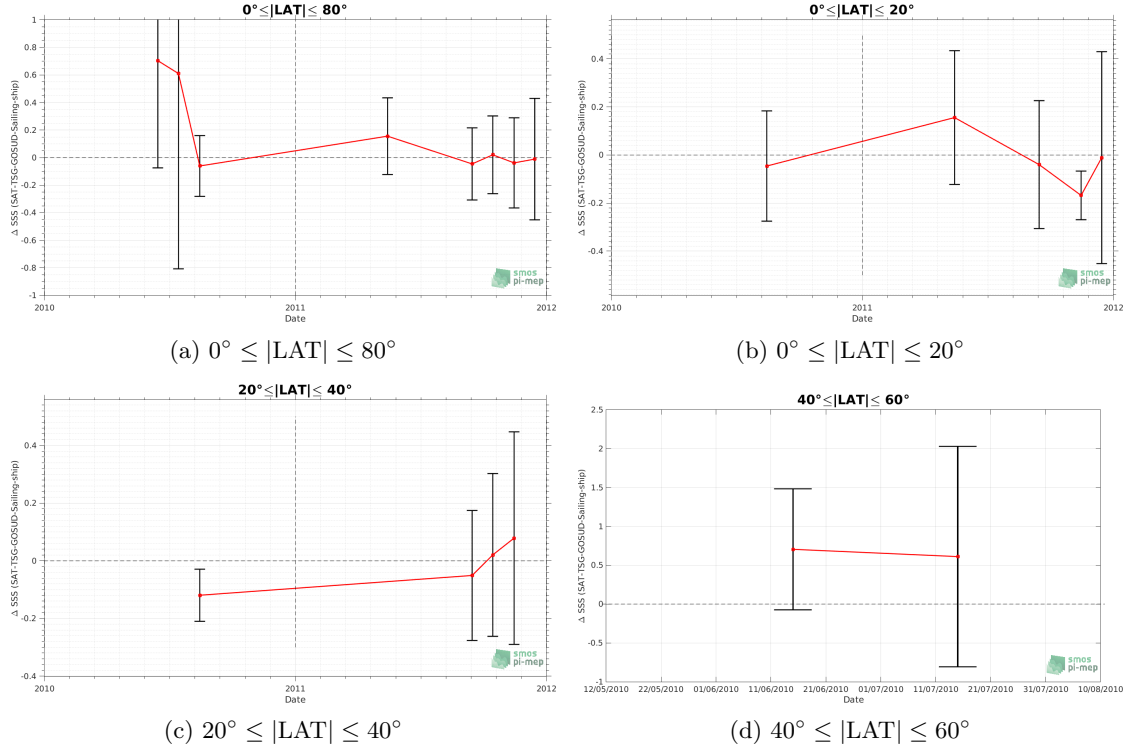 0°≤|LAT|≤ 80°
Δ SSS (SAT-TSG-GOSUD-Sailing-ship)
1
0.8
0.6
0.4
0.2
0
-0.2
-0.4
-0.6
-0.8
-1
2010 2011 2012
Date
smos
pi-mep
(a) 0° ≤ |LAT| ≤ 80°
0°≤|LAT|≤ 20°
Δ SSS (SAT-TSG-GOSUD-Sailing-ship)
0.4
0.2
0
-0.2
-0.4
2010 2011 2012
Date
smos
pi-mep
(b) 0° ≤ |LAT| ≤ 20°
20°≤|LAT|≤ 40°
Δ SSS (SAT-TSG-GOSUD-Sailing-ship)
0.4
0.2
0
-0.2
-0.4
2010 2011 2012
Date
smos
pi-mep
(c) 20° ≤ |LAT| ≤ 40°
40°≤|LAT|≤ 60°
Δ SSS (SAT-TSG-GOSUD-Sailing-ship)
2.5
2
1.5
1
0.5
0
-0.5
-1
12/05/2010 22/05/2010 01/06/2010 11/06/2010 21/06/2010 01/07/2010 11/07/2010 21/07/2010 31/07/2010 10/08/2010
Date
smos
pi-mep
(d) 40° ≤ |LAT| ≤ 60°